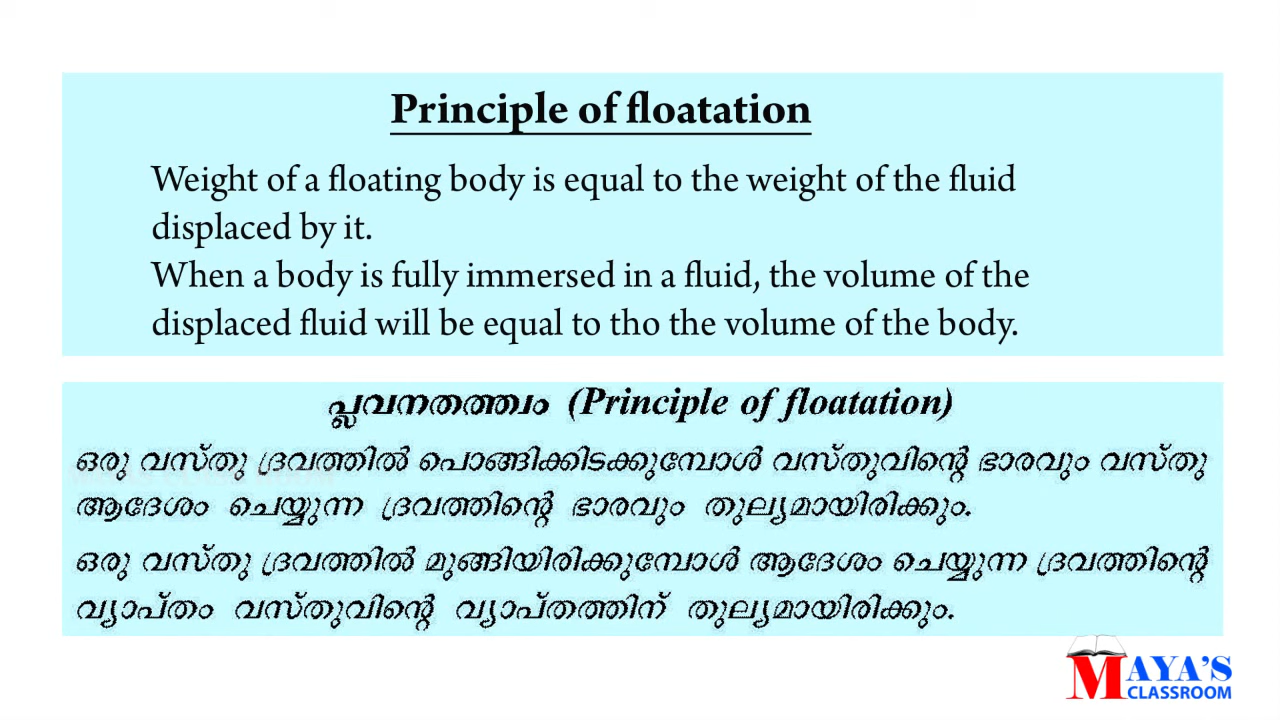 Principle of floatation
Weight of a floating body is equal to the weight of the fluid
displaced by it.
When a body is fully immersed in a fluid, the volume of the
displaced fluid will be equal to tho the volume of the body.
പ്ലവനതത്ത്വം (Principle of floatation)
ഒരു വസ്തു ദ്രവത്തിൽ പൊങ്ങിക്കിടക്കുമ്പോൾ വസ്തുവിന്റെ ഭാരവും വസ്തു
ആദേശം ചെയ്യുന്ന ദ്രവത്തിന്റെ ഭാരവും തുല്യമായിരിക്കും.
ഒരു വസ്തു ദ്രവത്തിൽ മുങ്ങിയിരിക്കുമ്പോൾ ആദേശം ചെയ്യുന്ന ദ്രവത്തിന്റെ
വ്യാപ്തം വസ്തുവിന്റെ വ്യാപ്തത്തിന് തുല്യമായിരിക്കും.
MAYA'S
CLASSROOM